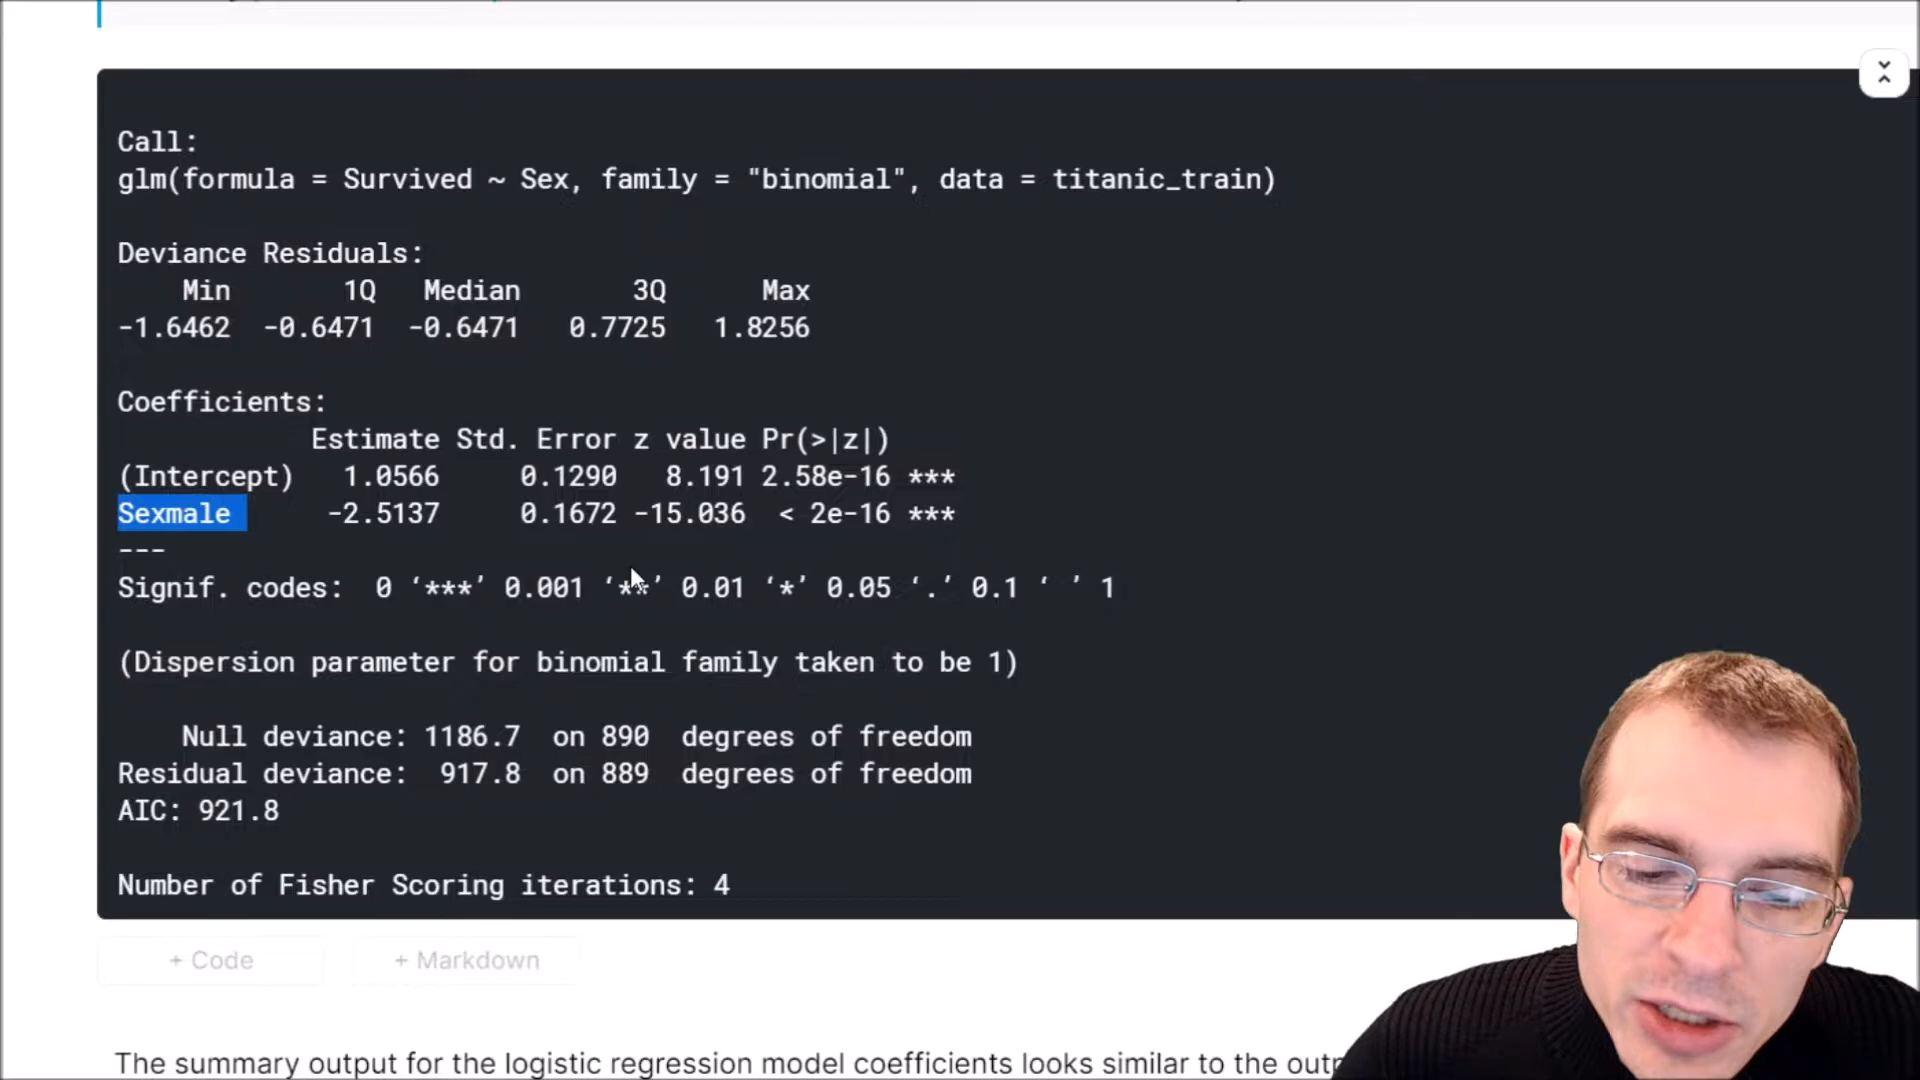 Call:
glm(formula = Survived ~ Sex, family = "binomial", data = titanic_train)
Deviance Residuals:
Min 1Q Median 3Q Max
-1.6462 -0.6471 -0.6471 0.7725 1.8256
Coefficients:
Estimate Std. Error z value Pr(>|z|)
(Intercept) 1.0566 0.1290 8.191 2.58e-16 ***
Sexmale -2.5137 0.1672 -15.036 < 2e-16 ***
---
Signif. codes: 0 ‘***’ 0.001 ‘**’ 0.01 ‘*’ 0.05 ‘.’ 0.1 ‘ ’ 1
(Dispersion parameter for binomial family taken to be 1)
Null deviance: 1186.7 on 890 degrees of freedom
Residual deviance: 917.8 on 889 degrees of freedom
AIC: 921.8
Number of Fisher Scoring iterations: 4
+ Code + Markdown
The summary output for the logistic regression model coefficients looks similar to the